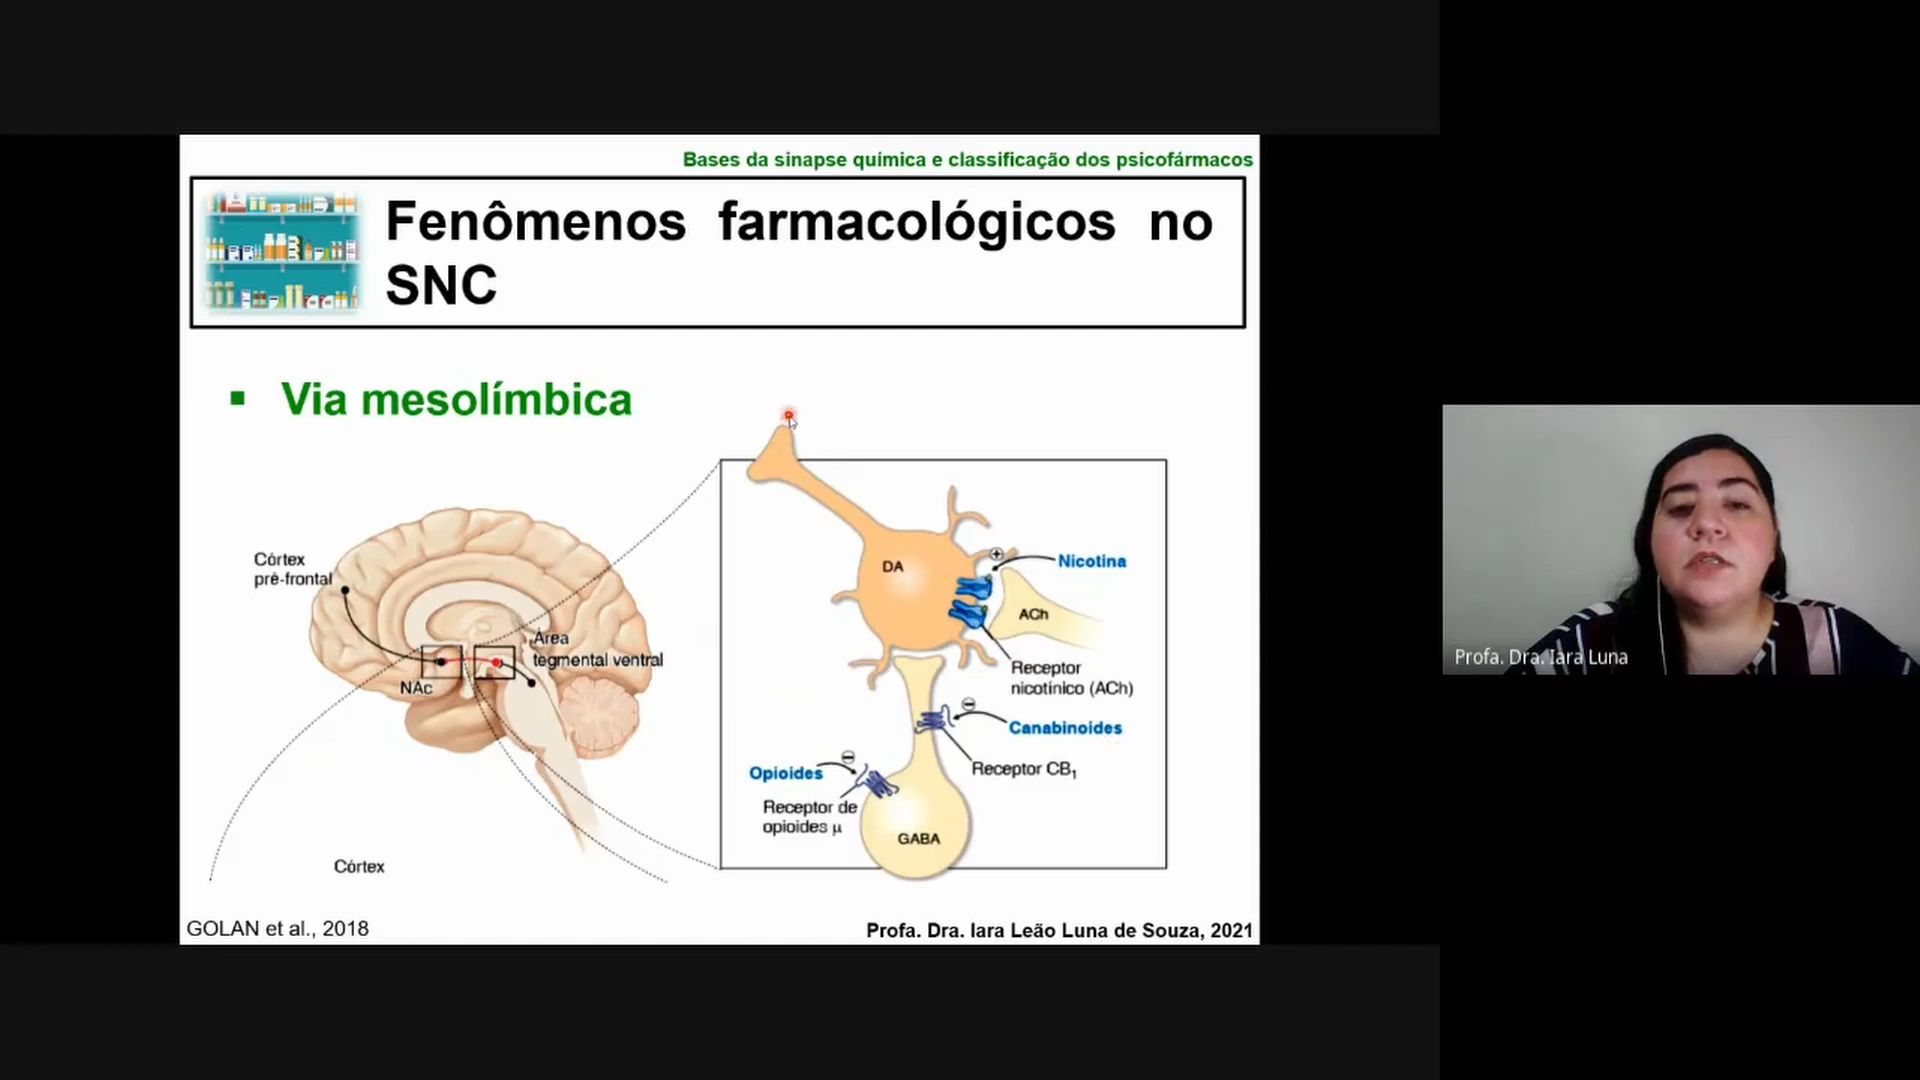 Bases da sinapse química e classificação dos psicofármacos
Fenômenos farmacológicos no
SNC
▪ Via mesolímbica
Córtex
pré-frontal
Área
tegmental ventral
NAc
Córtex
DA
Nicotina
ACh
Receptor
nicotínico (ACh)
Canabinoides
Receptor CB₁
Opioides
Receptor de
opioides μ
GABA
GOLAN et al., 2018
Profa. Dra. Iara Leão Luna de Souza, 2021
Profa. Dra. Iara Luna